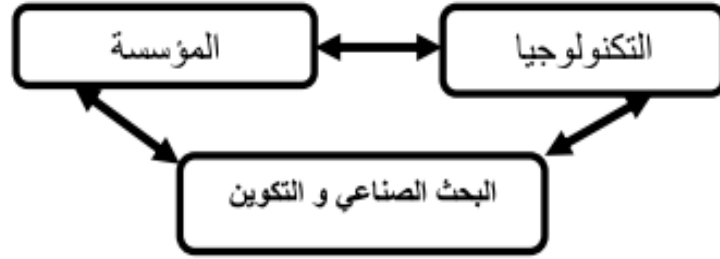 التكنولوجيا
المؤسسة
البحث الصناعي و التكوين